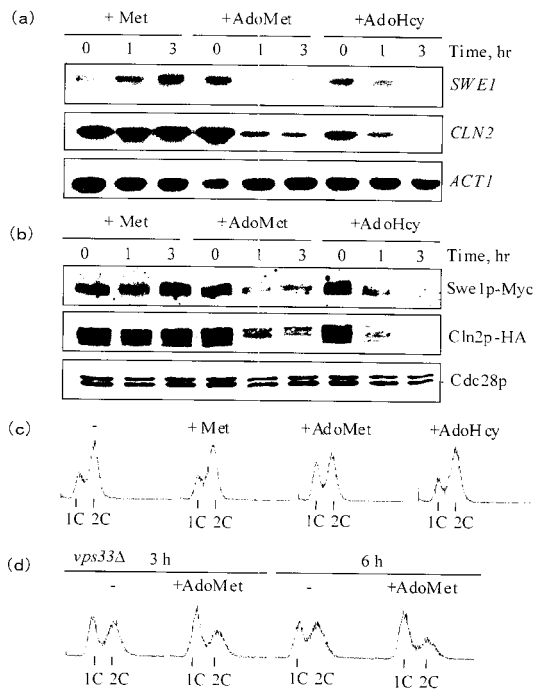 (a)
+ Met +AdoMet +AdoHcy
0 1 3 0 1 3 0 1 3 Time, hr
SWE1
CLN2
ACT1
(b)
+ Met +AdoMet +AdoHcy
0 1 3 0 1 3 0 1 3 Time, hr
Swe1p-Myc
Cln2p-HA
Cdc28p
(c)
- + Met +AdoMet +AdoHcy
1C 2C 1C 2C 1C 2C 1C 2C
(d)
vps33Δ 3 h 6 h
- +AdoMet - +AdoMet
1C 2C 1C 2C 1C 2C 1C 2C